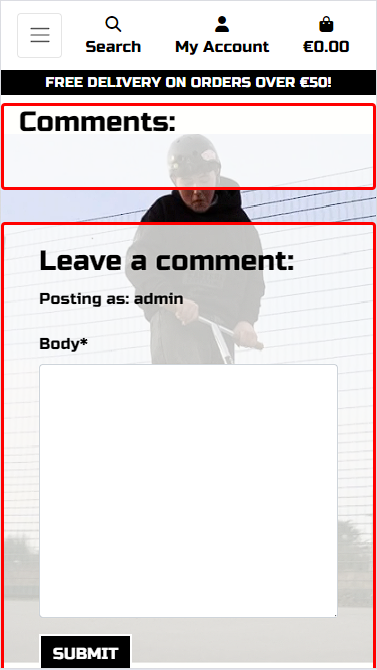 Search My Account €0.00
FREE DELIVERY ON ORDERS OVER €50!
Comments:
Leave a comment:
Posting as: admin
Body*
SUBMIT